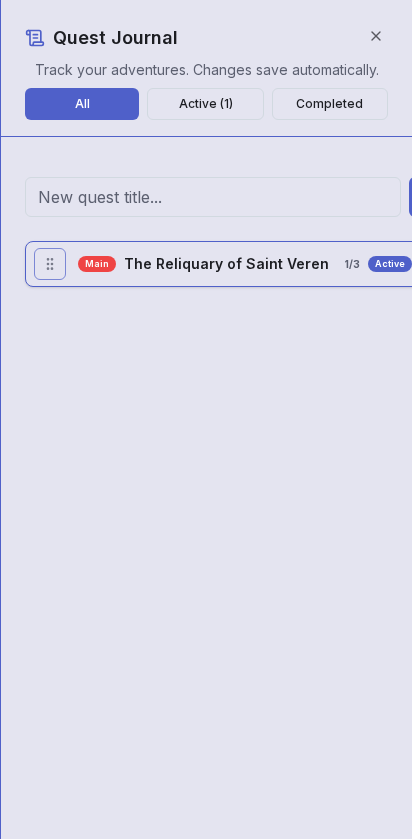 Quest Journal
Track your adventures. Changes save automatically.
All Active (1) Completed
New quest title...
Main The Reliquary of Saint Veren 1/3 Active